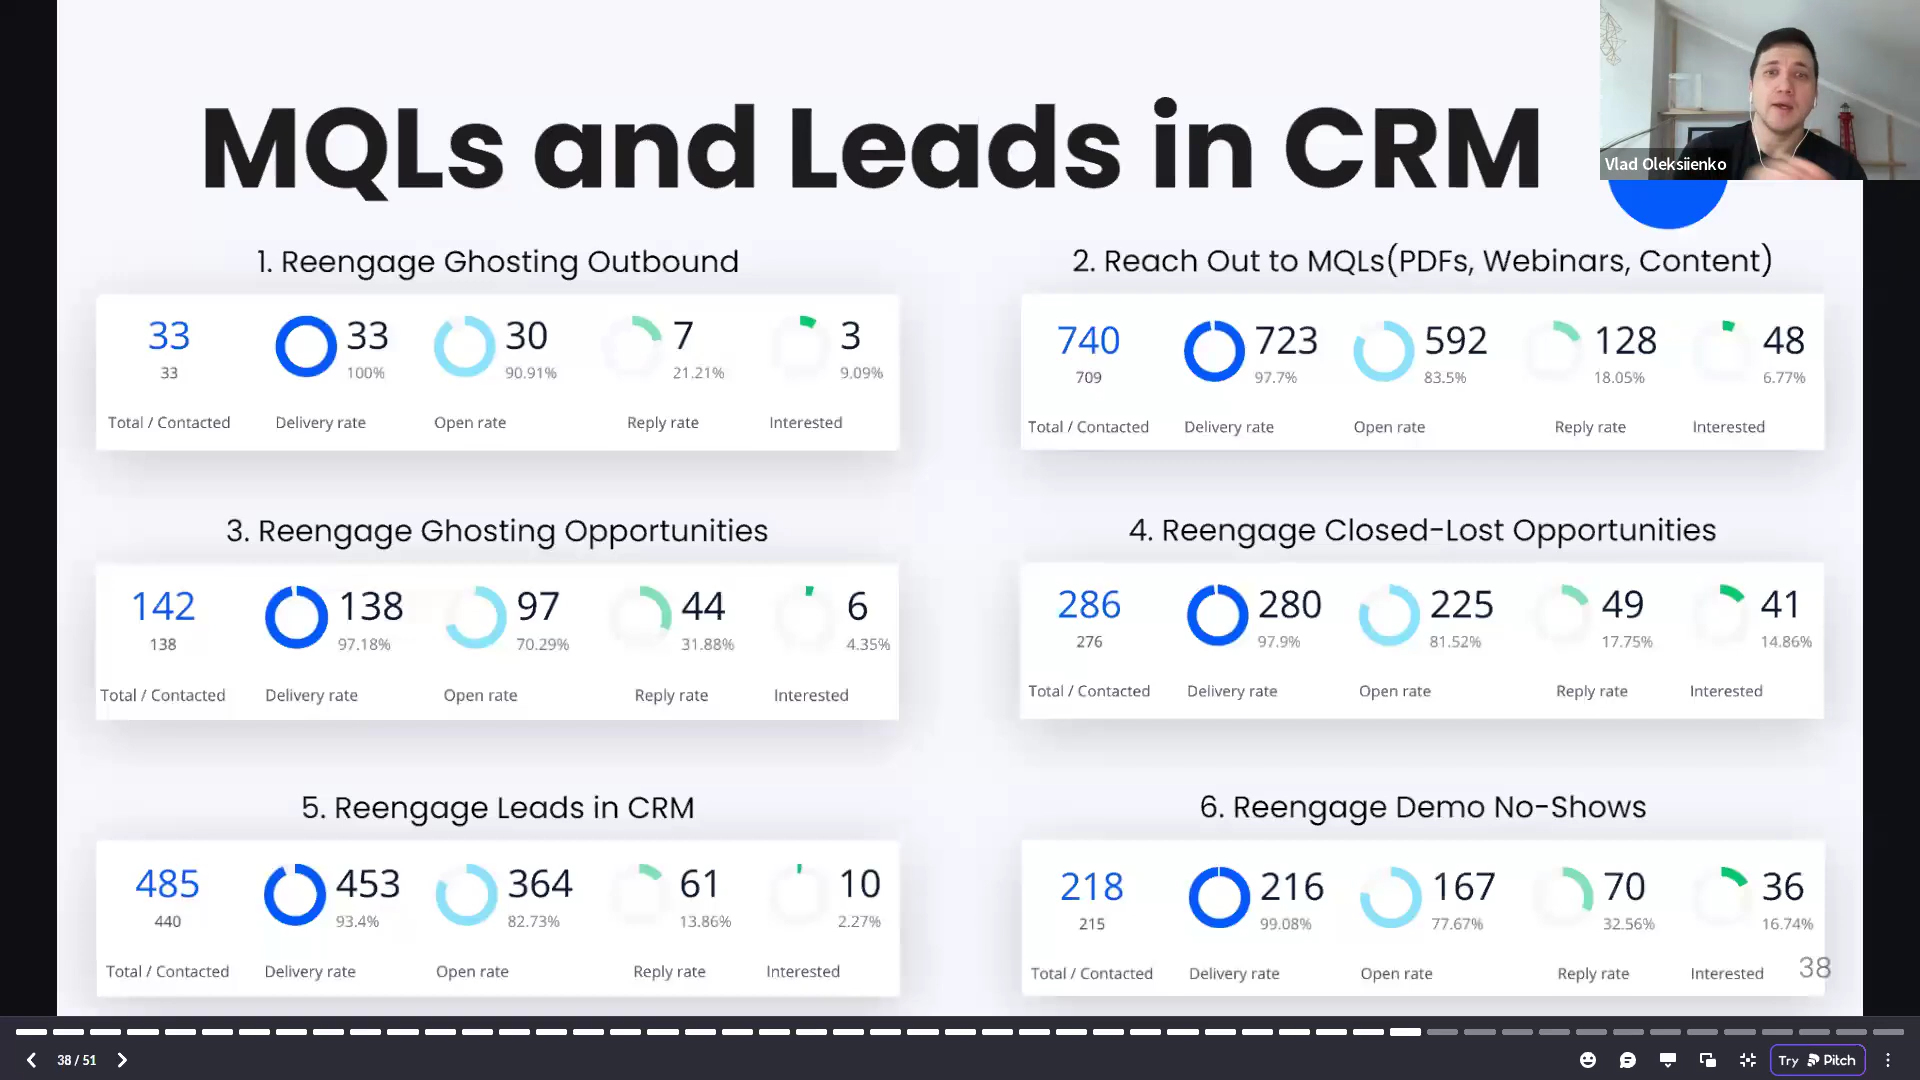 MQLs and Leads in CRM
Vlad Oleksiienko
1. Reengage Ghosting Outbound
33 33 30 7 3
33 100% 90.91% 21.21% 9.09%
Total / Contacted Delivery rate Open rate Reply rate Interested
2. Reach Out to MQLs(PDFs, Webinars, Content)
740 723 592 128 48
709 97.7% 83.5% 18.05% 6.77%
Total / Contacted Delivery rate Open rate Reply rate Interested
3. Reengage Ghosting Opportunities
142 138 97 44 6
138 97.18% 70.29% 31.88% 4.35%
Total / Contacted Delivery rate Open rate Reply rate Interested
4. Reengage Closed-Lost Opportunities
286 280 225 49 41
276 97.9% 81.52% 17.75% 14.86%
Total / Contacted Delivery rate Open rate Reply rate Interested
5. Reengage Leads in CRM
485 453 364 61 10
440 93.4% 82.73% 13.86% 2.27%
Total / Contacted Delivery rate Open rate Reply rate Interested
6. Reengage Demo No-Shows
218 216 167 70 36
215 99.08% 77.67% 32.56% 16.74%
Total / Contacted Delivery rate Open rate Reply rate Interested
38
38 / 51
Try Pitch